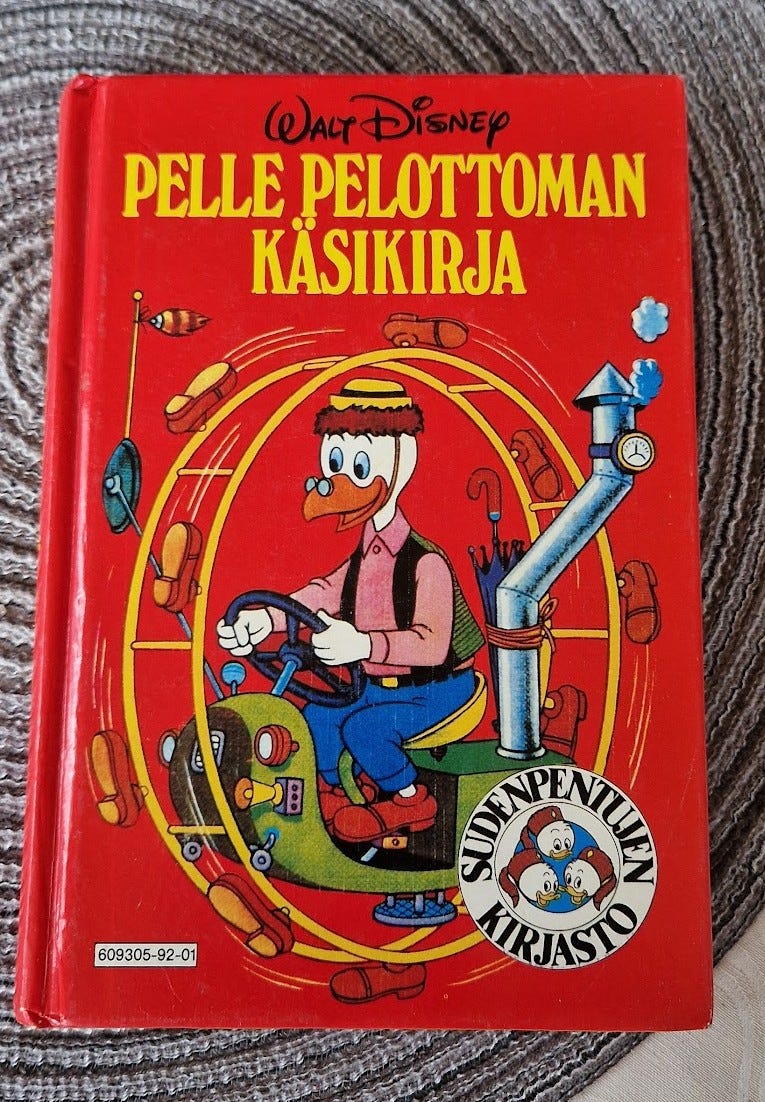 WALT DISNEY
PELLE PELOTTOMAN
KÄSIKIRJA
SUDENPENTUJEN
KIRJASTO
609305-92-01